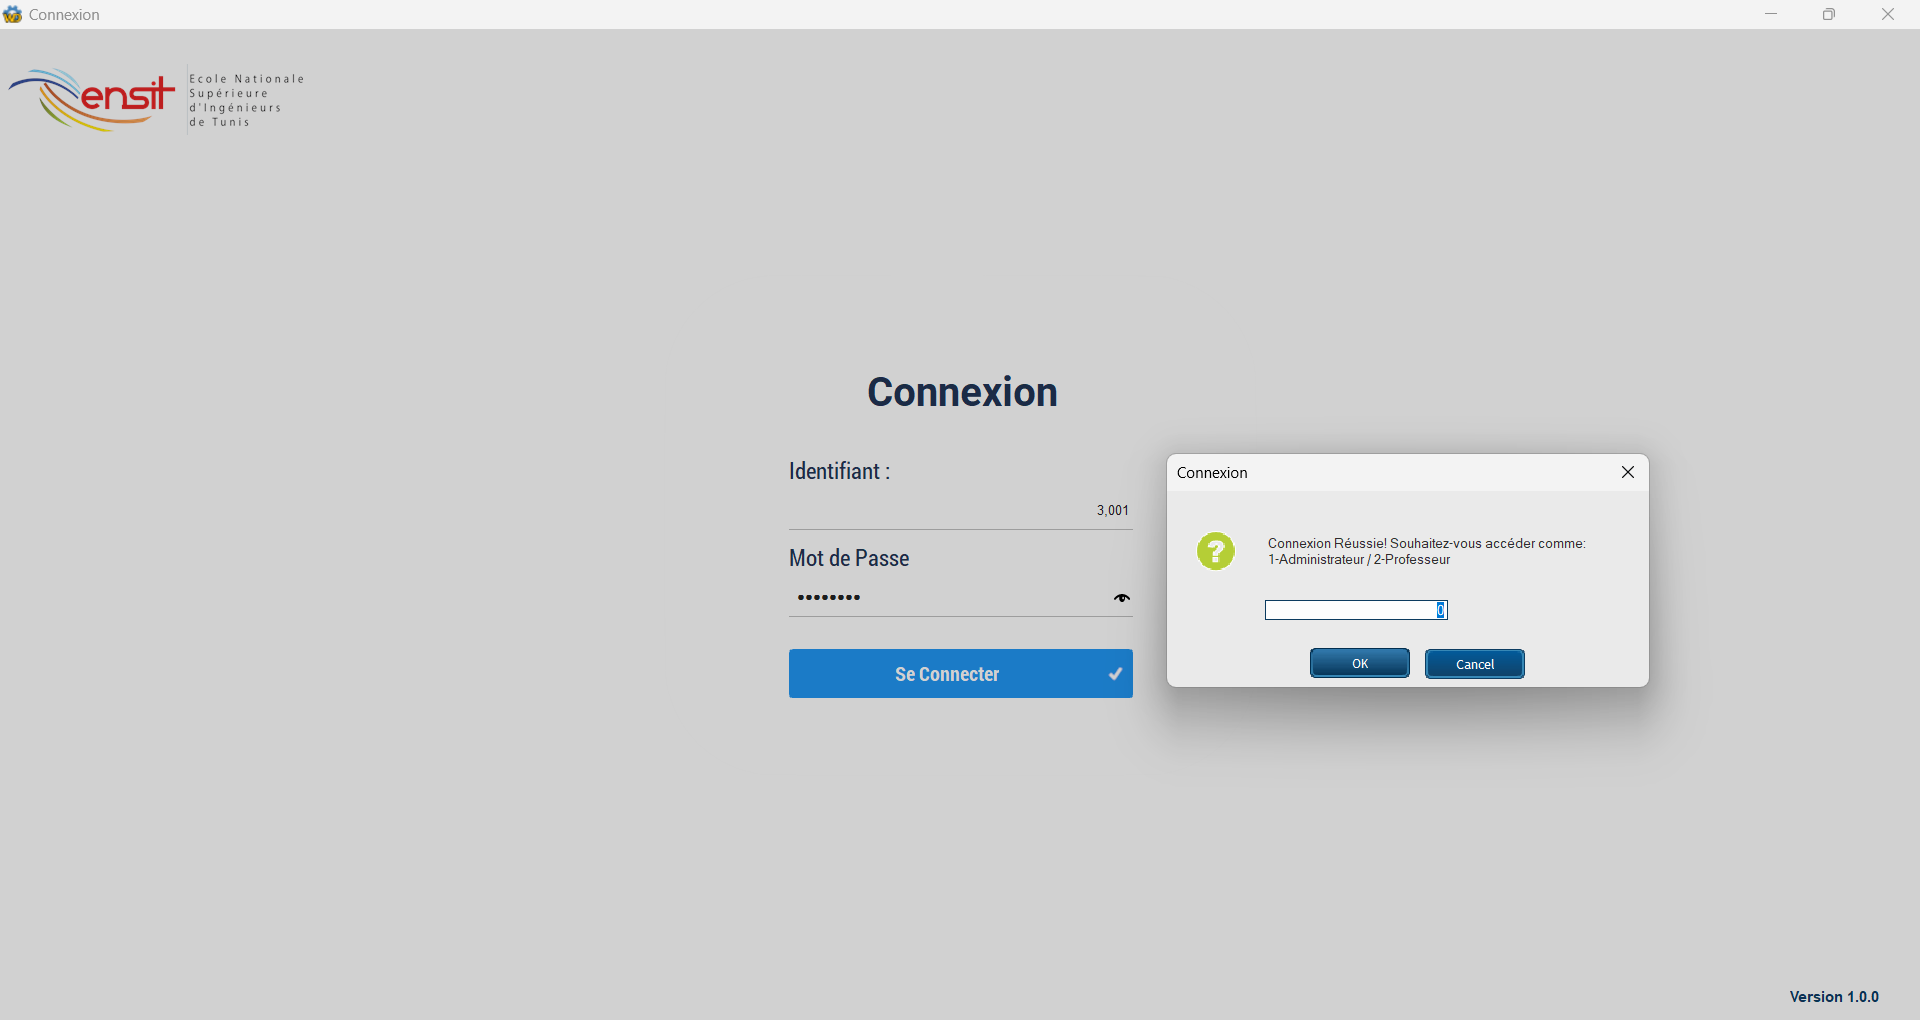 Connexion
ensit
Ecole Nationale
Supérieure
d'Ingénieurs
de Tunis
Connexion
Identifiant :
3,001
Mot de Passe
••••••••
Se Connecter
Connexion
Connexion Réussie! Souhaitez-vous accéder comme:
1-Administrateur / 2-Professeur
0
OK
Cancel
Version 1.0.0